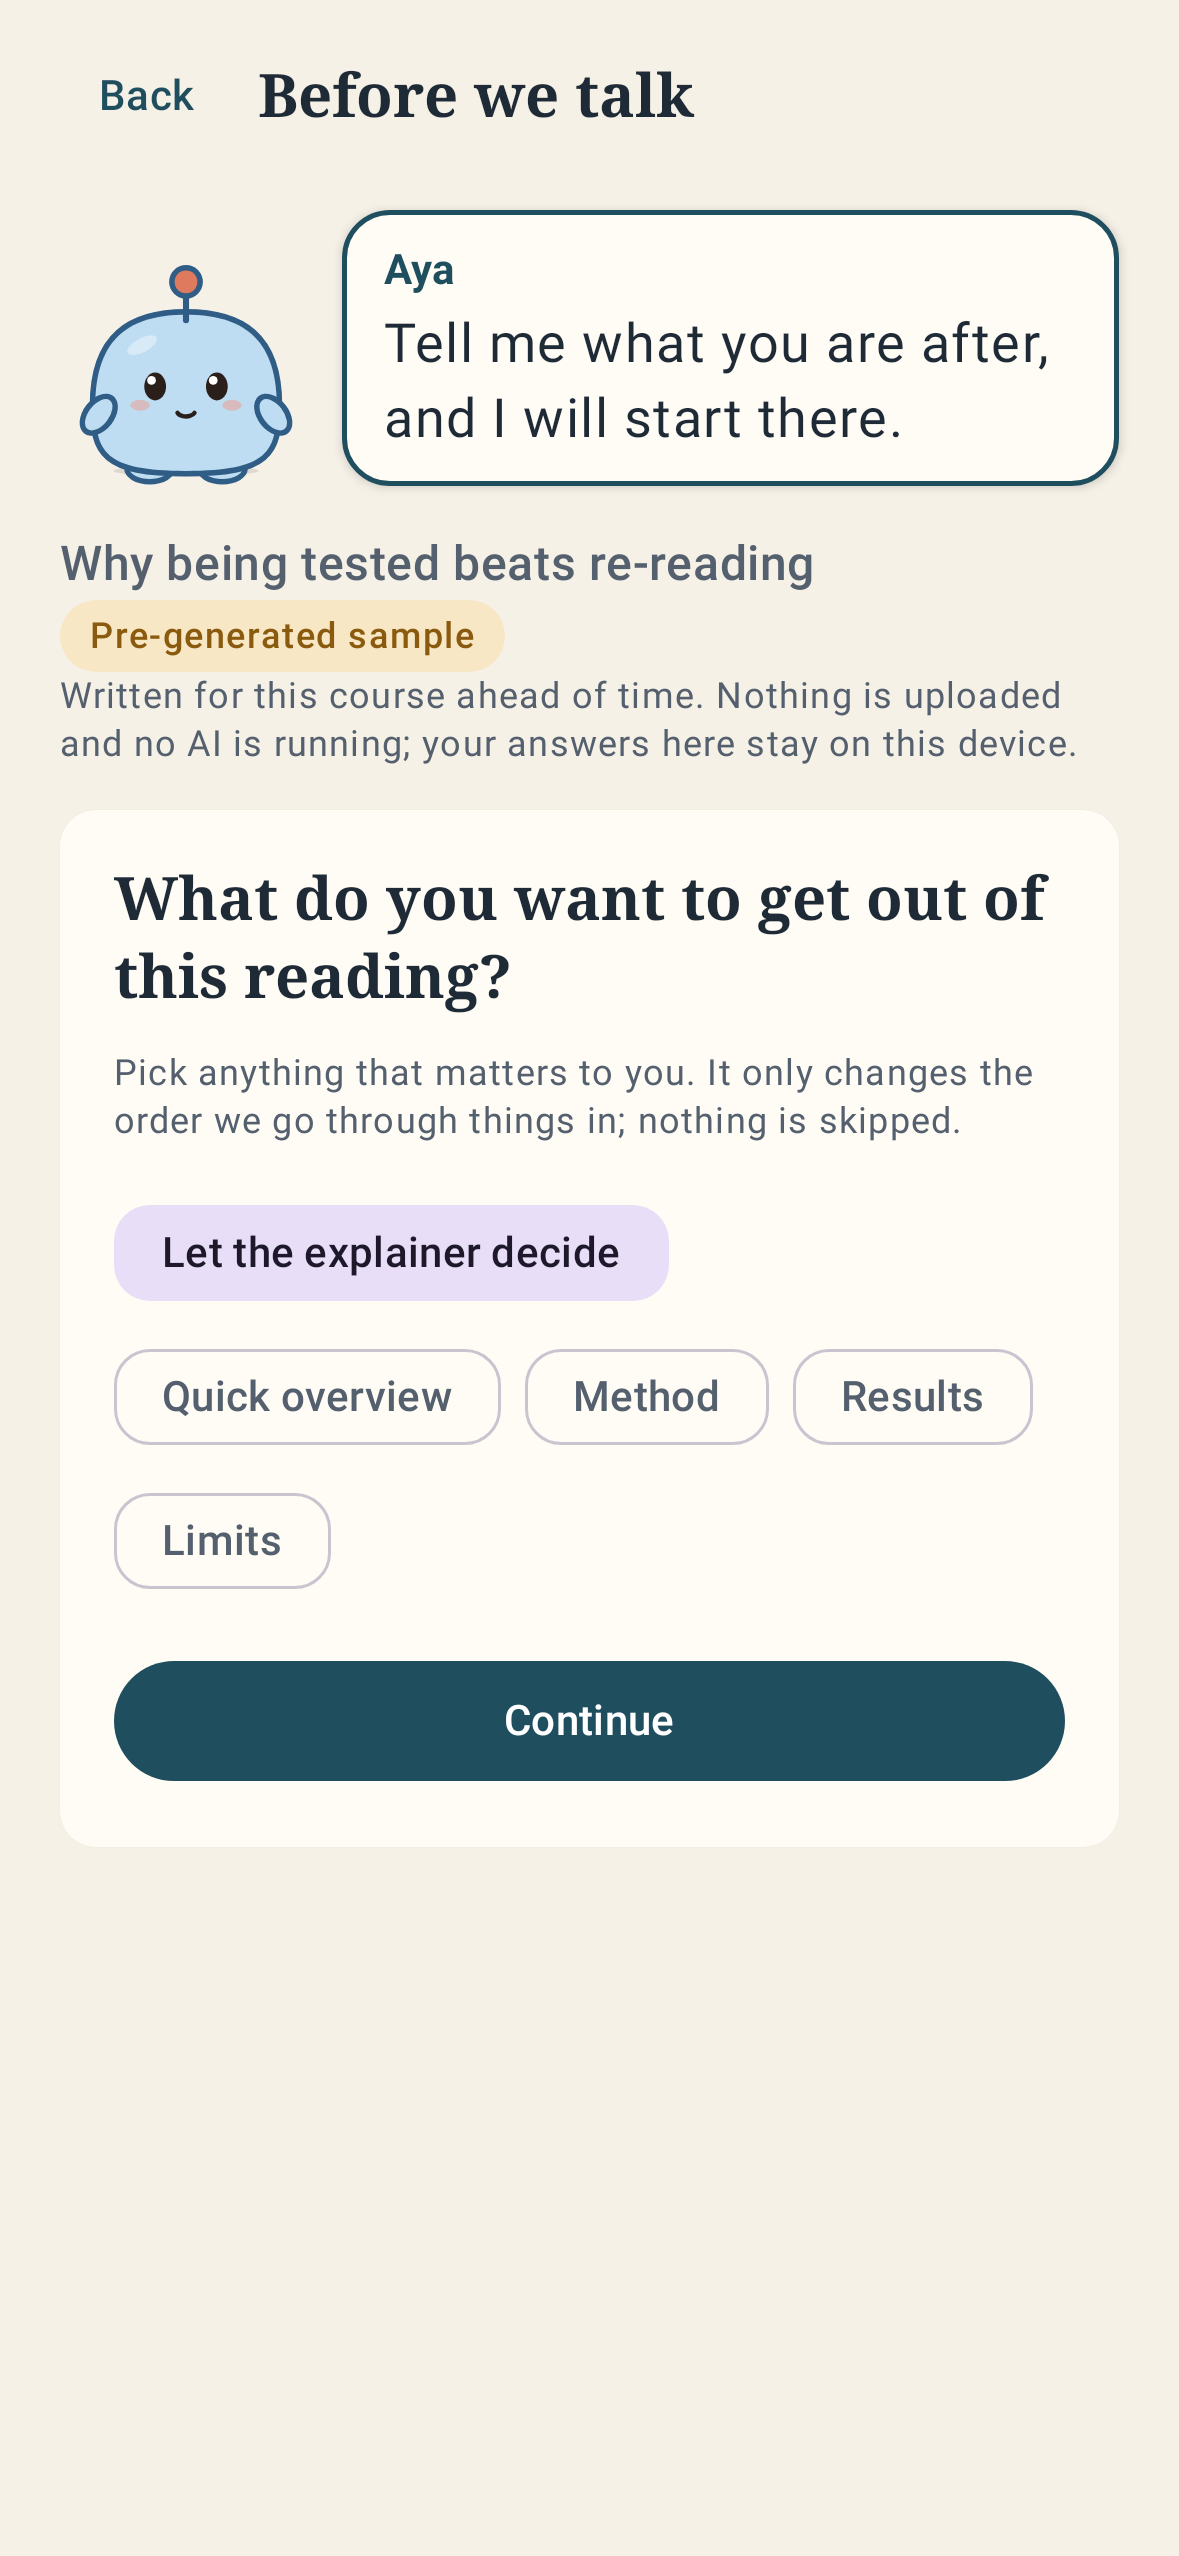 Back
Before we talk
Aya
Tell me what you are after,
and I will start there.
Why being tested beats re-reading
Pre-generated sample
Written for this course ahead of time. Nothing is uploaded
and no AI is running; your answers here stay on this device.
What do you want to get out of
this reading?
Pick anything that matters to you. It only changes the
order we go through things in; nothing is skipped.
Let the explainer decide
Quick overview
Method
Results
Limits
Continue